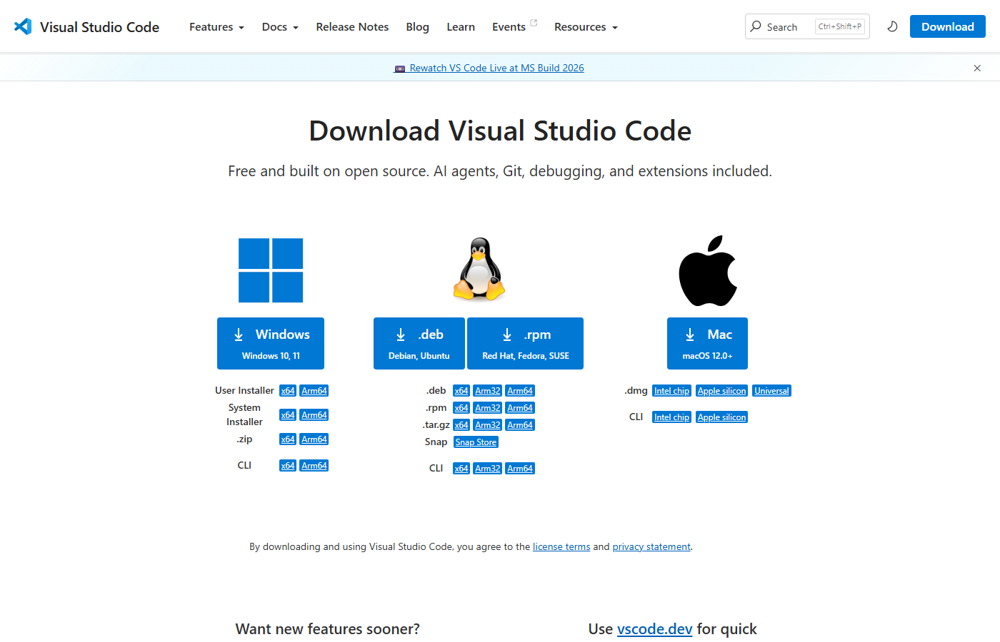 Visual Studio Code
Features
Docs
Release Notes
Blog
Learn
Events
Resources
Search
Ctrl+Shift+P
Download
Rewatch VS Code Live at MS Build 2026
Download Visual Studio Code
Free and built on open source. AI agents, Git, debugging, and extensions included.
Windows
Windows 10, 11
User Installer x64 Arm64
System
Installer x64 Arm64
.zip x64 Arm64
CLI x64 Arm64
.deb
Debian, Ubuntu
.rpm
Red Hat, Fedora, SUSE
.deb x64 Arm32 Arm64
.rpm x64 Arm32 Arm64
.tar.gz x64 Arm32 Arm64
Snap Snap Store
CLI x64 Arm32 Arm64
Mac
macOS 12.0+
.dmg Intel chip Apple silicon Universal
CLI Intel chip Apple silicon
By downloading and using Visual Studio Code, you agree to the license terms and privacy statement.
Want new features sooner?
Use vscode.dev for quick